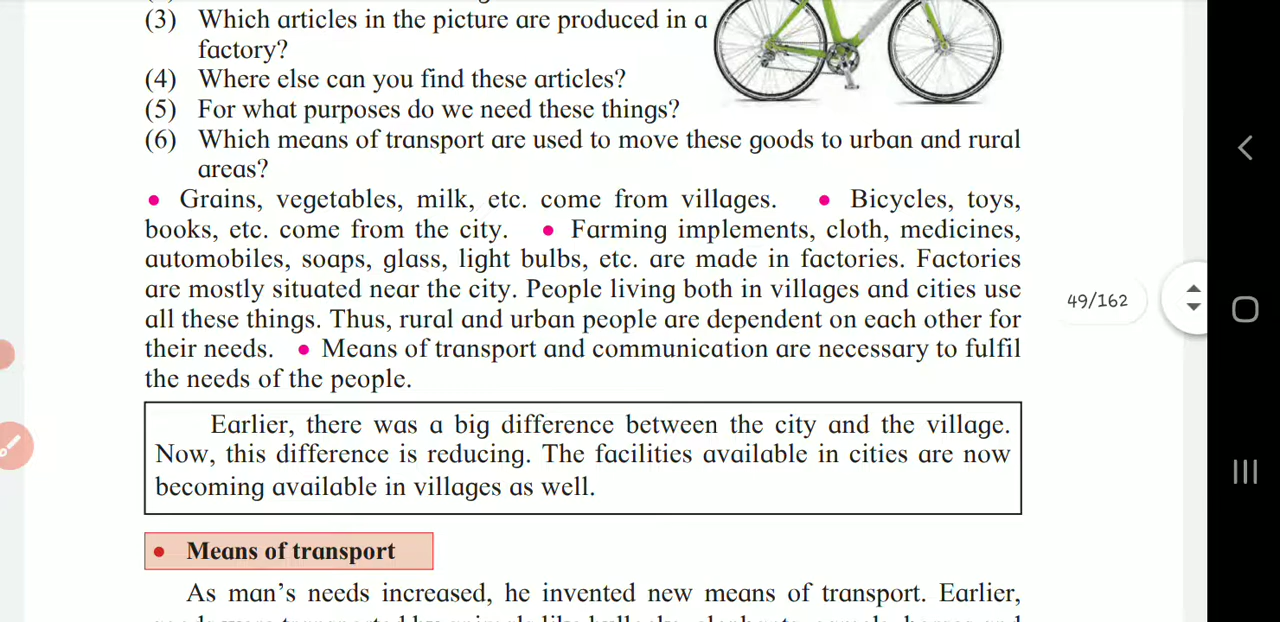 (3) Which articles in the picture are produced in a
factory?
(4) Where else can you find these articles?
(5) For what purposes do we need these things?
(6) Which means of transport are used to move these goods to urban and rural
areas?
• Grains, vegetables, milk, etc. come from villages. • Bicycles, toys,
books, etc. come from the city. • Farming implements, cloth, medicines,
automobiles, soaps, glass, light bulbs, etc. are made in factories. Factories
are mostly situated near the city. People living both in villages and cities use
all these things. Thus, rural and urban people are dependent on each other for
their needs. • Means of transport and communication are necessary to fulfil
the needs of the people.
49/162
Earlier, there was a big difference between the city and the village.
Now, this difference is reducing. The facilities available in cities are now
becoming available in villages as well.
• Means of transport
As man's needs increased, he invented new means of transport. Earlier,